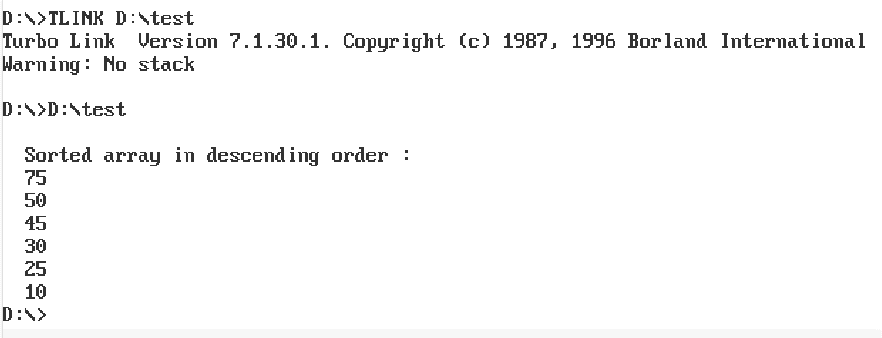 D:\>TLINK D:\test
Turbo Link  Version 7.1.30.1. Copyright (c) 1987, 1996 Borland International
Warning: No stack
D:\>D:\test
Sorted array in descending order :
75
50
45
30
25
10
D:\>